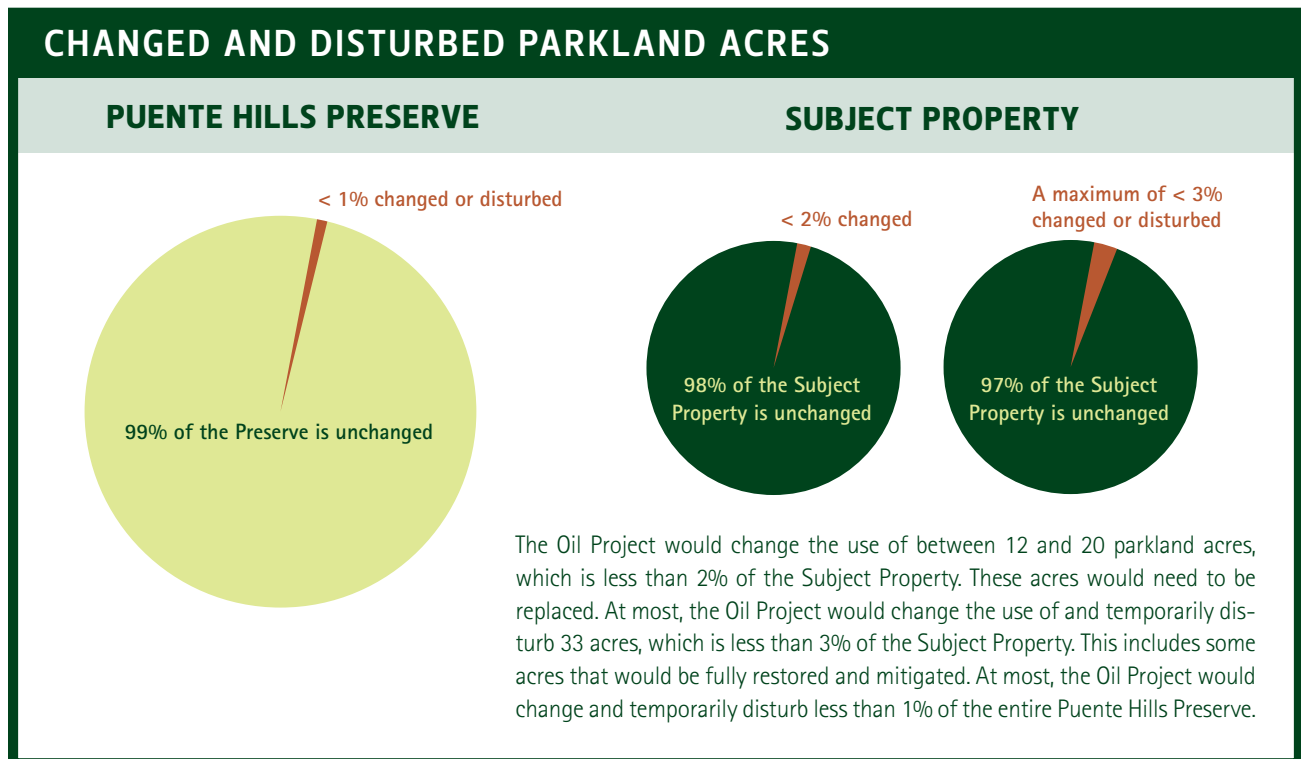 CHANGED AND DISTURBED PARKLAND ACRES
PUENTE HILLS PRESERVE
< 1% changed or disturbed
99% of the Preserve is unchanged
SUBJECT PROPERTY
< 2% changed
98% of the Subject
Property is unchanged
A maximum of < 3%
changed or disturbed
97% of the Subject
Property is unchanged
The Oil Project would change the use of between 12 and 20 parkland acres,
which is less than 2% of the Subject Property. These acres would need to be
replaced. At most, the Oil Project would change the use of and temporarily dis-
turb 33 acres, which is less than 3% of the Subject Property. This includes some
acres that would be fully restored and mitigated. At most, the Oil Project would
change and temporarily disturb less than 1% of the entire Puente Hills Preserve.